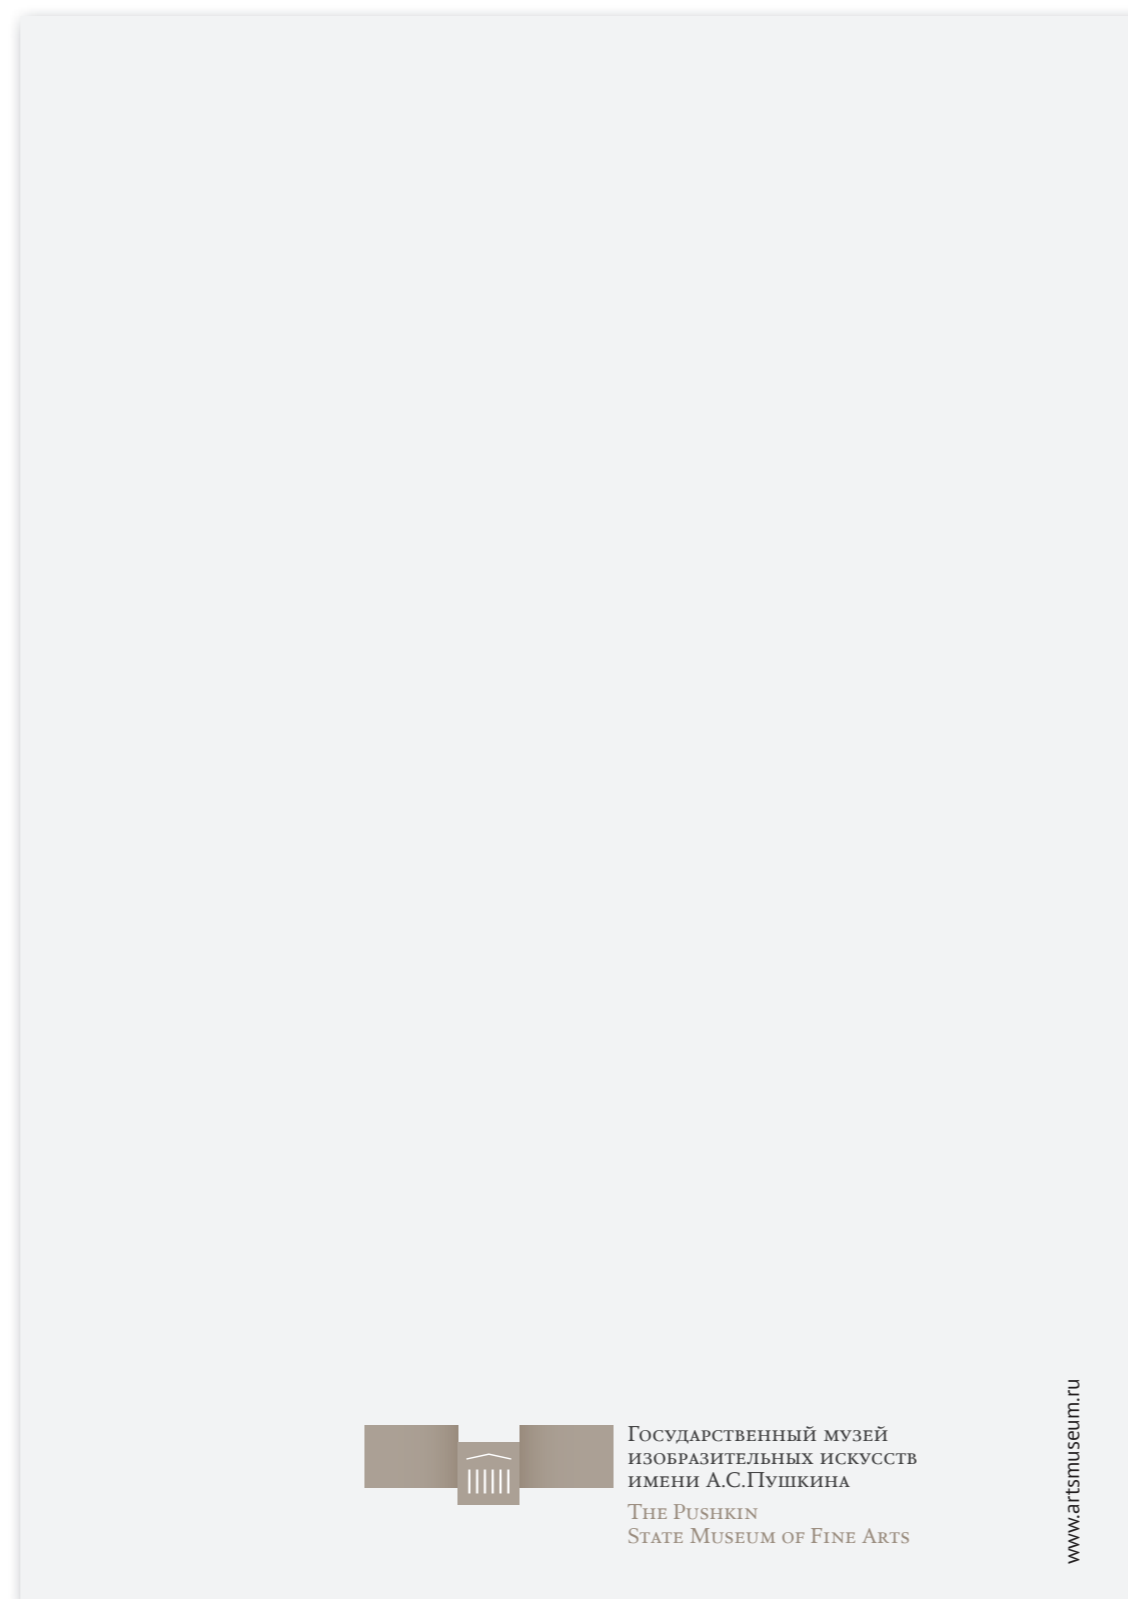 Государственный музей
изобразительных искусств
имени А.С.Пушкина
The Pushkin
State Museum of Fine Arts
www.artsmuseum.ru